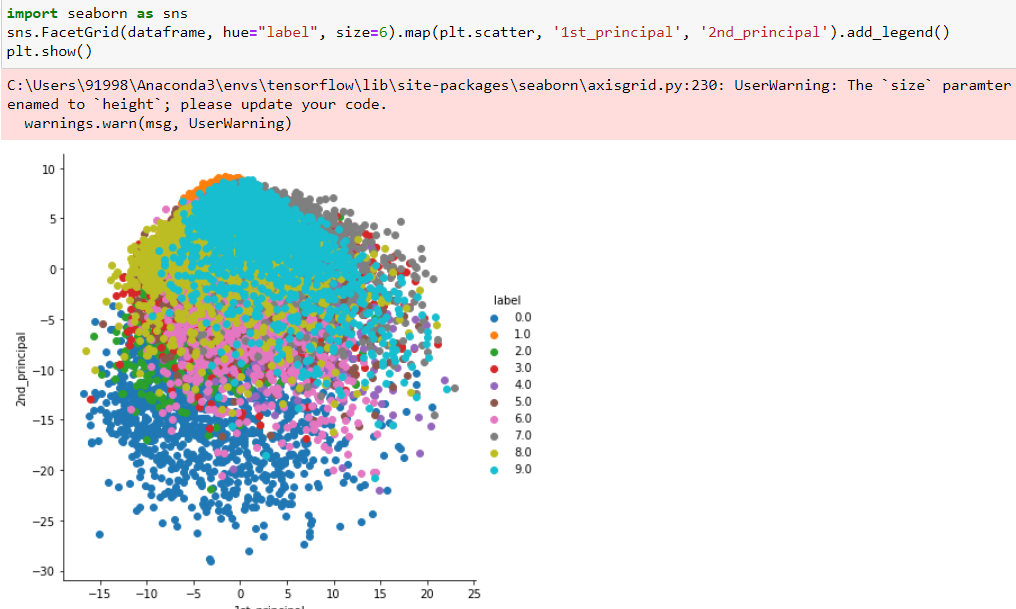 import seaborn as sns
sns.FacetGrid(dataframe, hue="label", size=6).map(plt.scatter, '1st_principal', '2nd_principal').add_legend()
plt.show()
C:\Users\91998\Anaconda3\envs\tensorflow\lib\site-packages\seaborn\axisgrid.py:230: UserWarning: The `size` paramter
enamed to `height`; please update your code.
warnings.warn(msg, UserWarning)
10
5
0
−5
−10
−15
−20
−25
−30
2nd_principal
−15 −10 −5 0 5 10 15 20 25
1st_principal
label
0.0
1.0
2.0
3.0
4.0
5.0
6.0
7.0
8.0
9.0